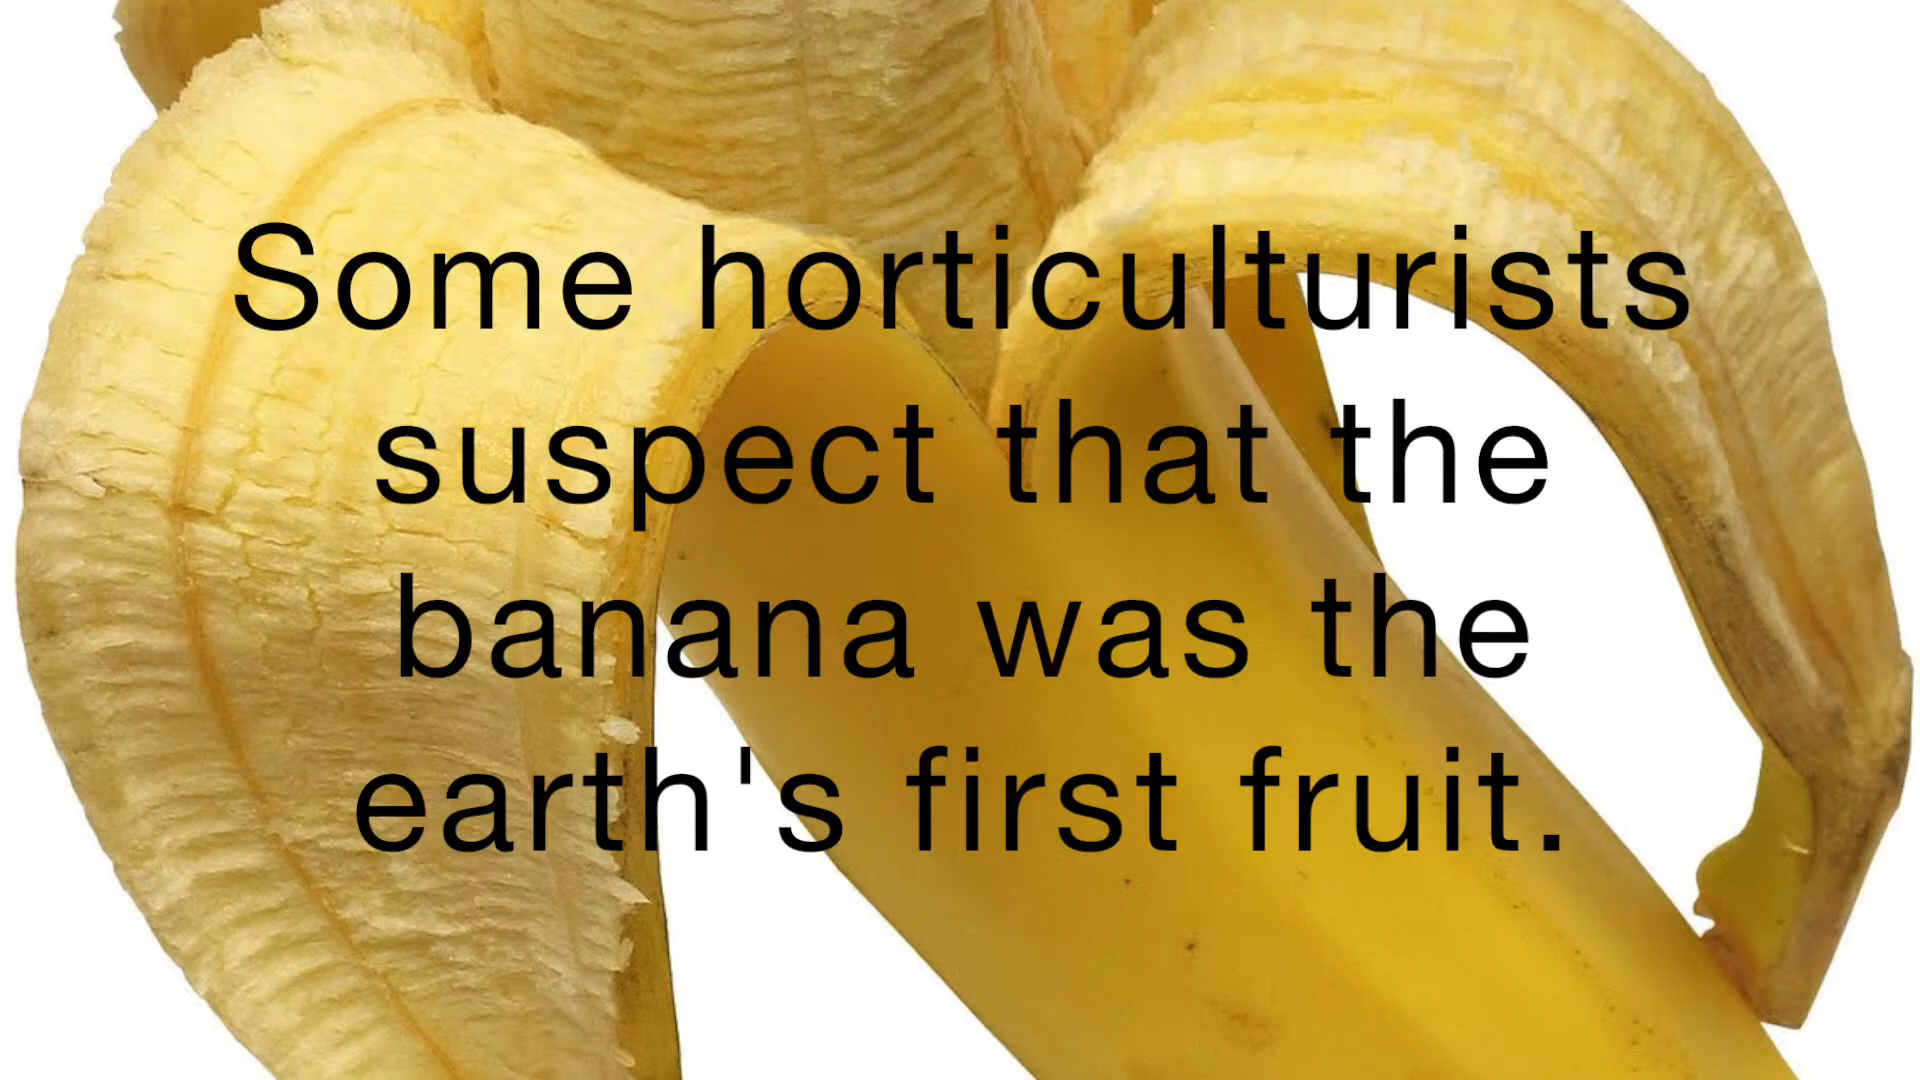 Some horticulturists
suspect that the
banana was the
earth's first fruit.